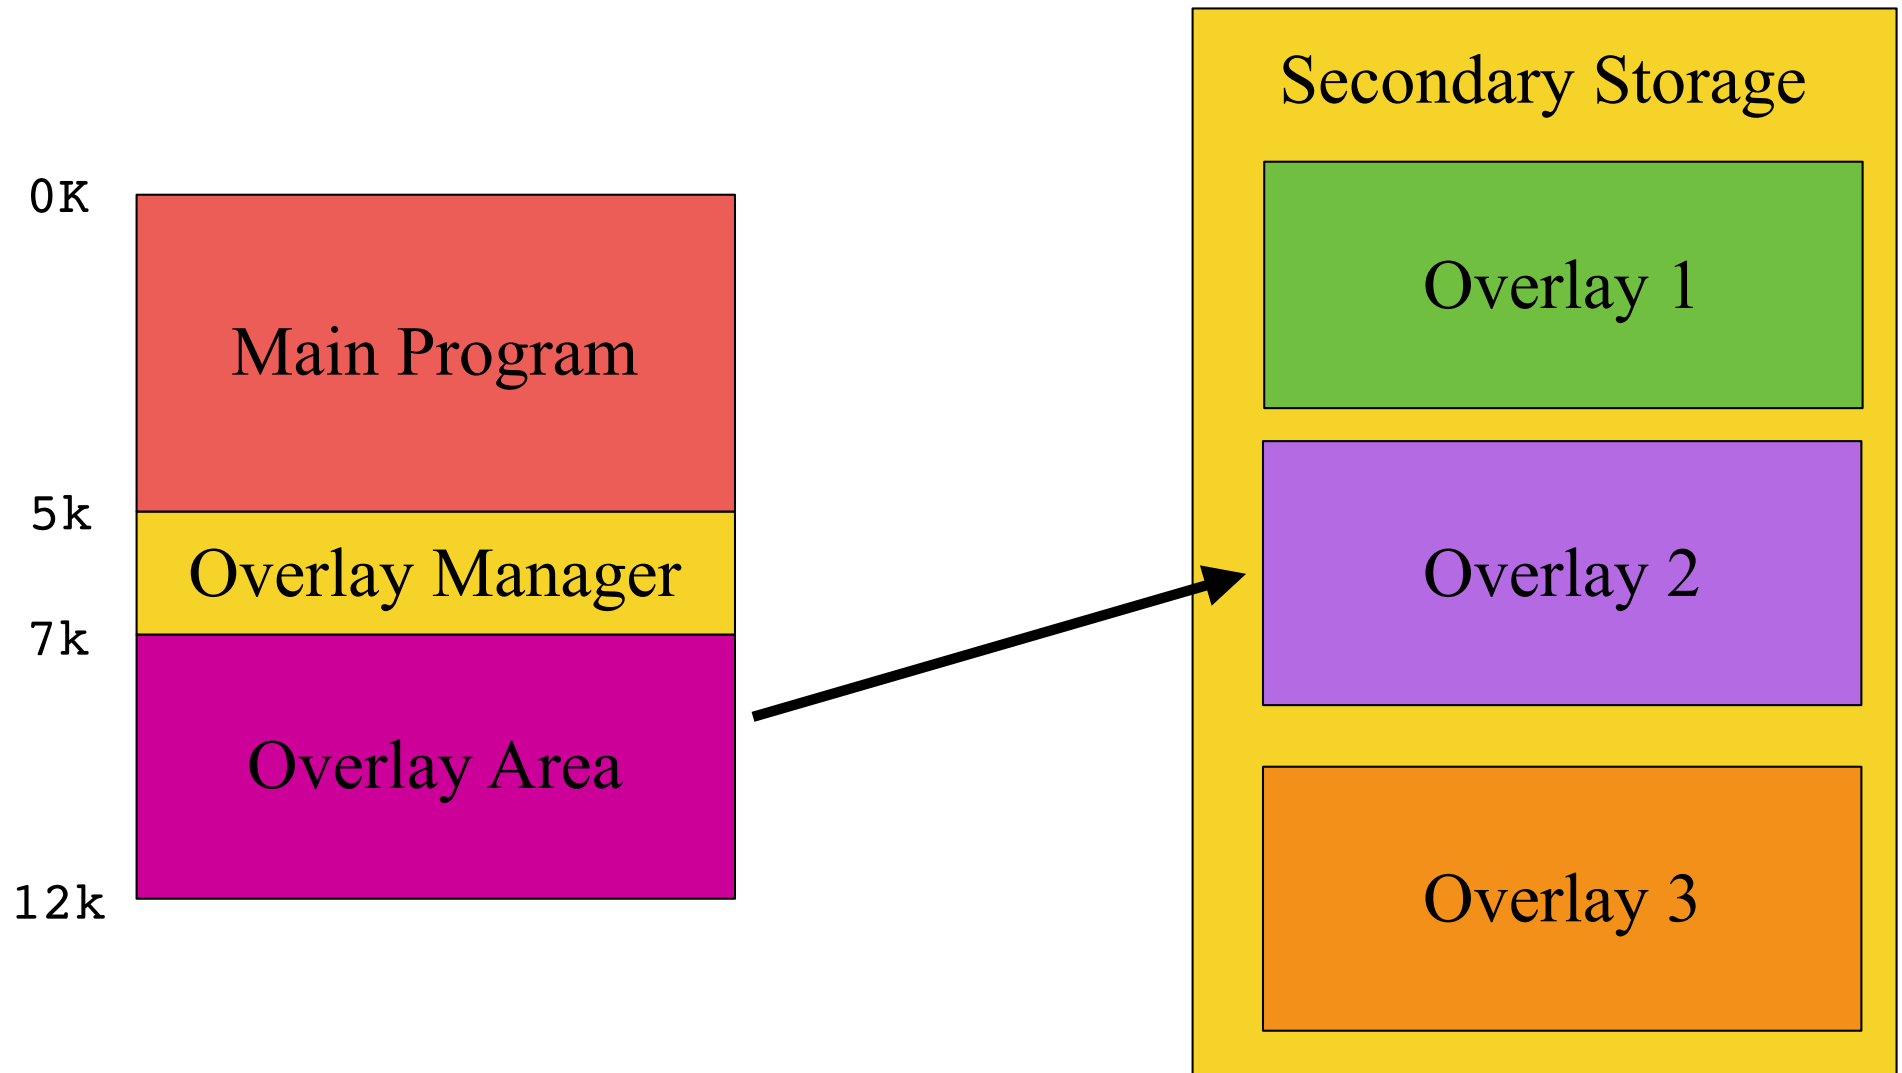 0K
Main Program
5k
Overlay Manager
7k
Overlay Area
12k
Secondary Storage
Overlay 1
Overlay 2
Overlay 3